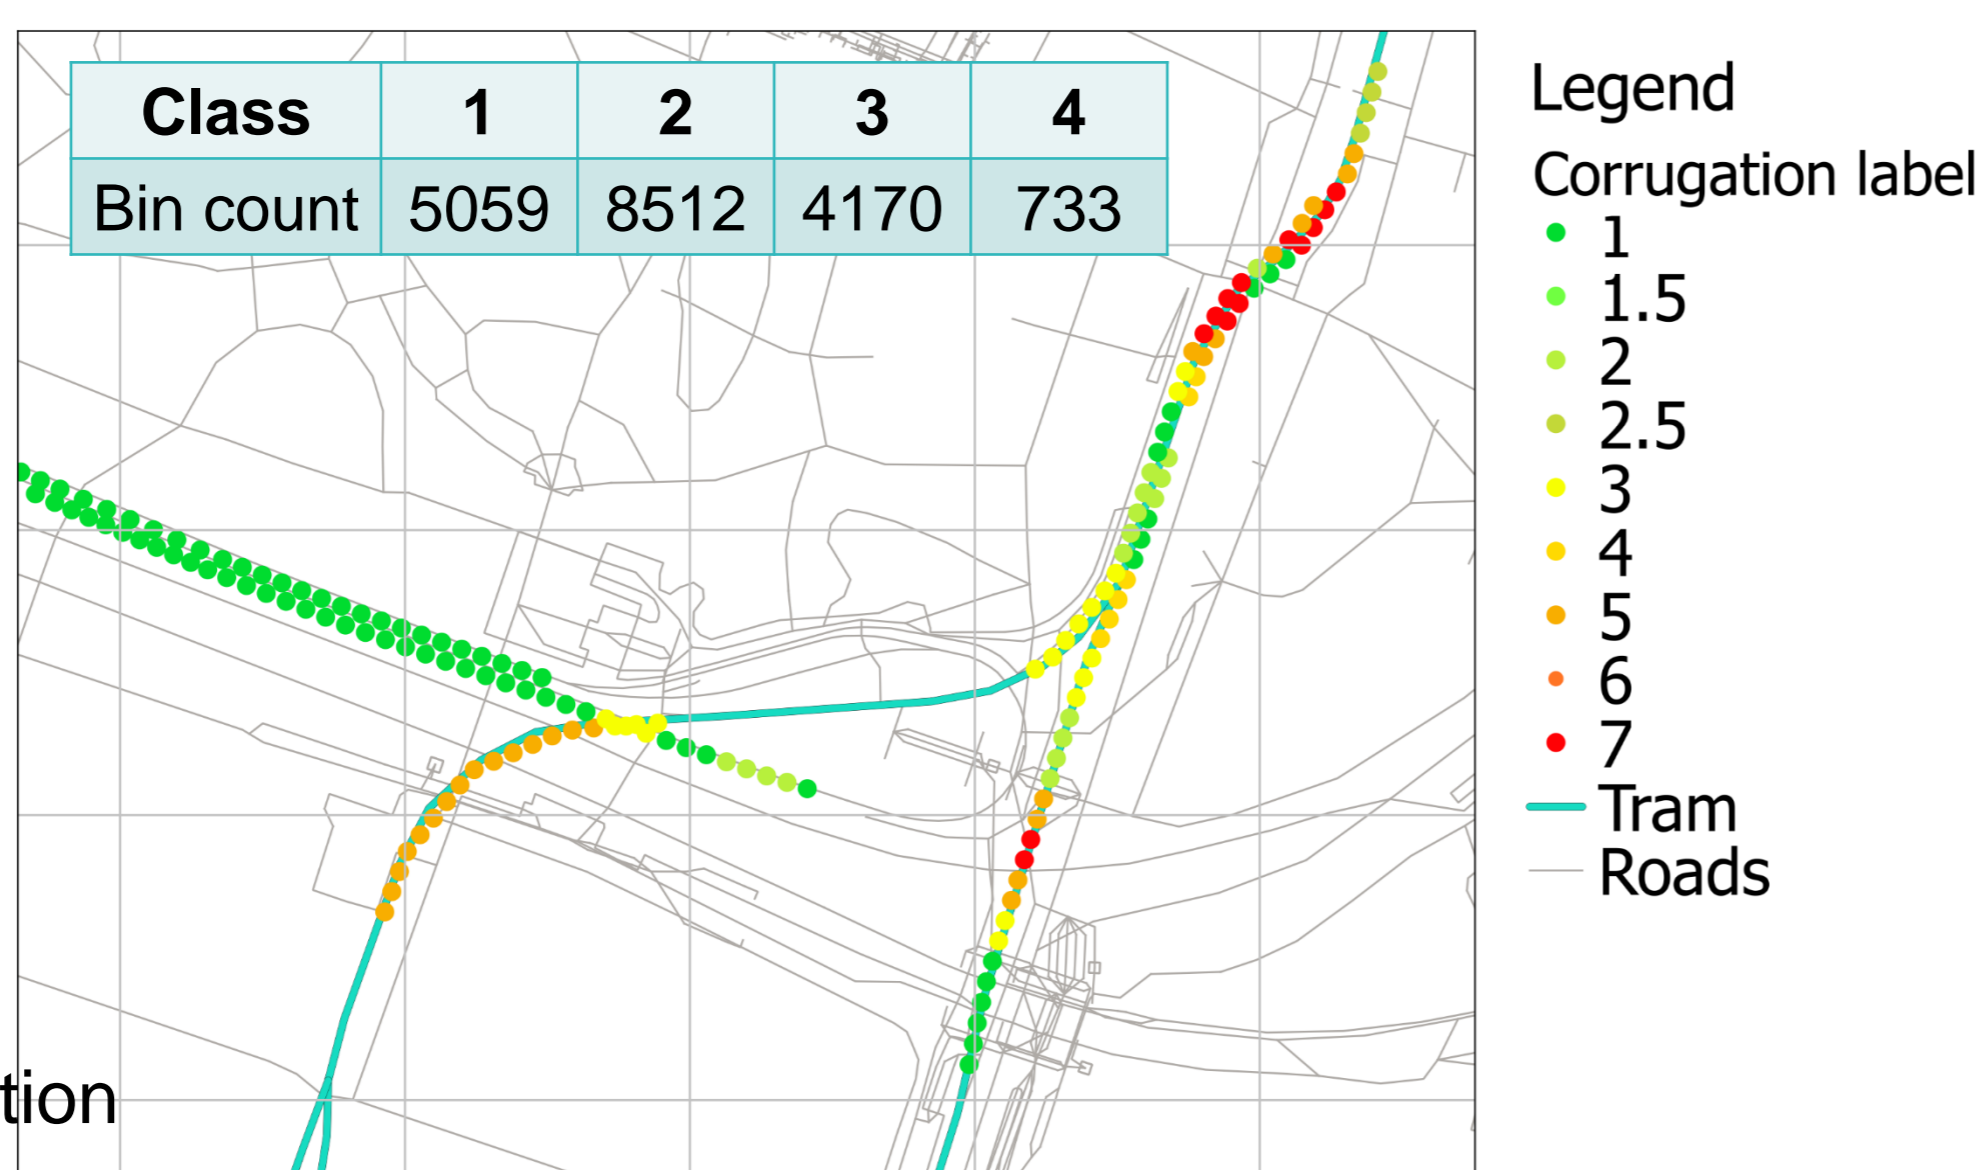 Class 1 2 3 4
Bin count 5059 8512 4170 733
Legend
Corrugation label
1
1.5
2
2.5
3
4
5
6
7
Tram
Roads
tion